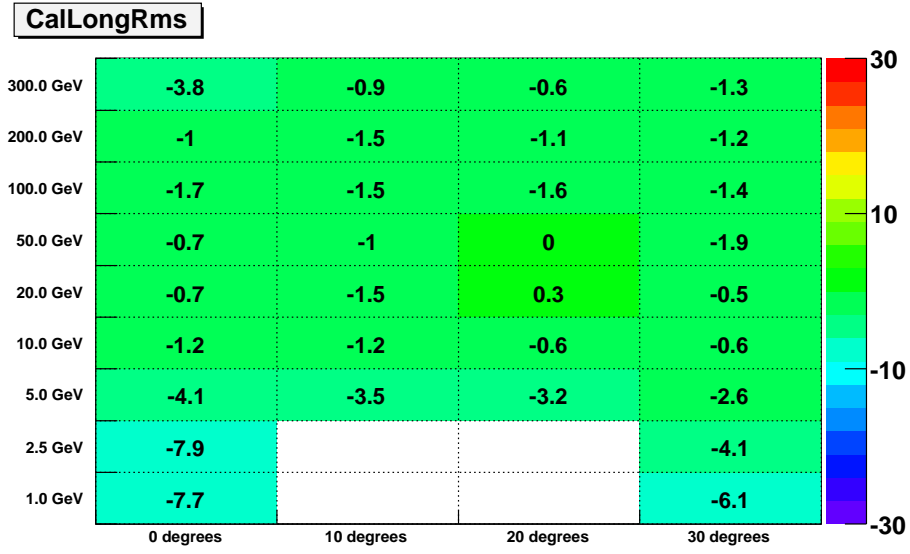 CalLongRms
300.0 GeV -3.8 -0.9 -0.6 -1.3 30
200.0 GeV -1 -1.5 -1.1 -1.2
100.0 GeV -1.7 -1.5 -1.6 -1.4
10
50.0 GeV -0.7 -1 0 -1.9
20.0 GeV -0.7 -1.5 0.3 -0.5
10.0 GeV -1.2 -1.2 -0.6 -0.6
-10
5.0 GeV -4.1 -3.5 -3.2 -2.6
2.5 GeV -7.9 -4.1
1.0 GeV -7.7 -6.1
-30
0 degrees 10 degrees 20 degrees 30 degrees